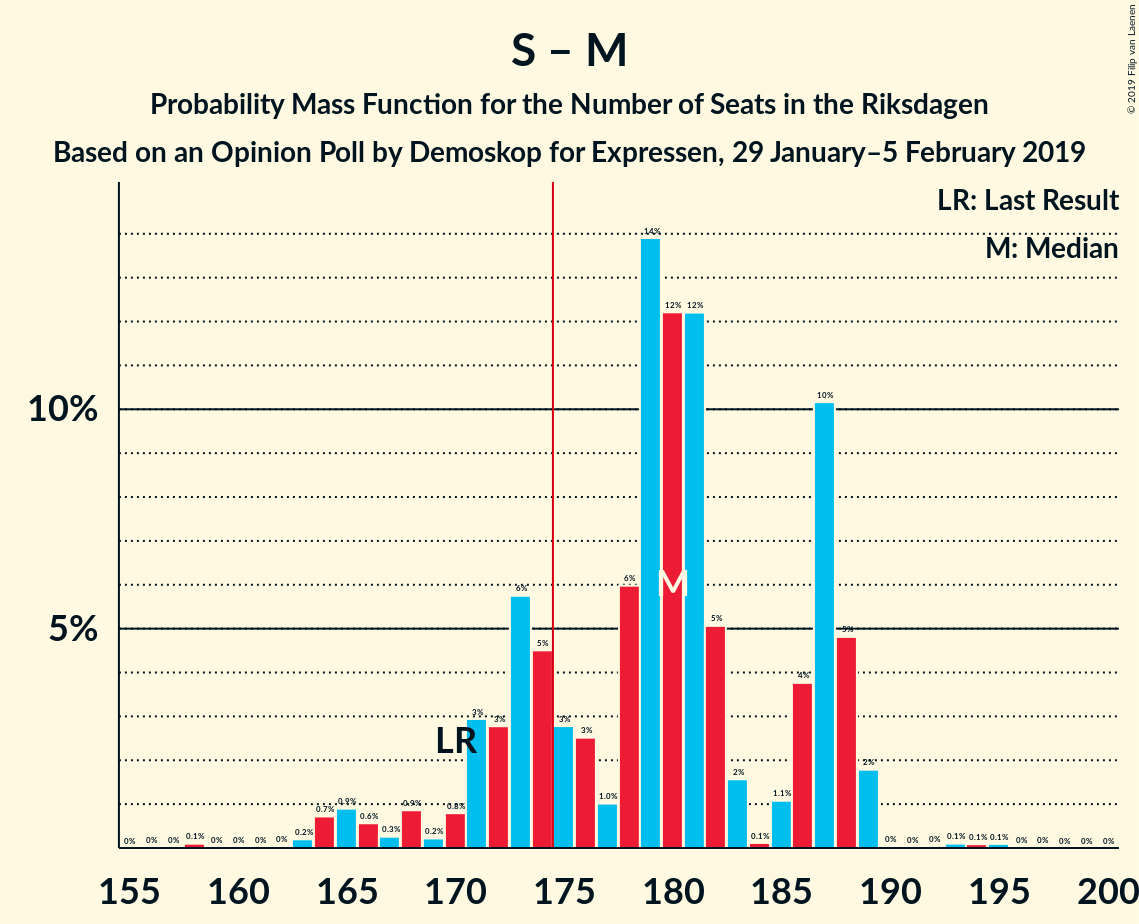 © 2019 Filip van Laenen
S – M
Probability Mass Function for the Number of Seats in the Riksdagen
Based on an Opinion Poll by Demoskop for Expressen, 29 January–5 February 2019
LR: Last Result
M: Median
10%
5%
0% 0% 0% 0.1% 0% 0% 0% 0% 0.2% 0.7% 0.9% 0.6% 0.3% 0.9% 0.2% 0.8% 3% 3% 6% 5% 3% 3% 1.0% 6% 14% 12% 12% 5% 2% 0.1% 1.1% 4% 10% 5% 2% 0% 0% 0% 0.1% 0.1% 0.1% 0% 0% 0% 0% 0%
LR
M
155 160 165 170 175 180 185 190 195 200